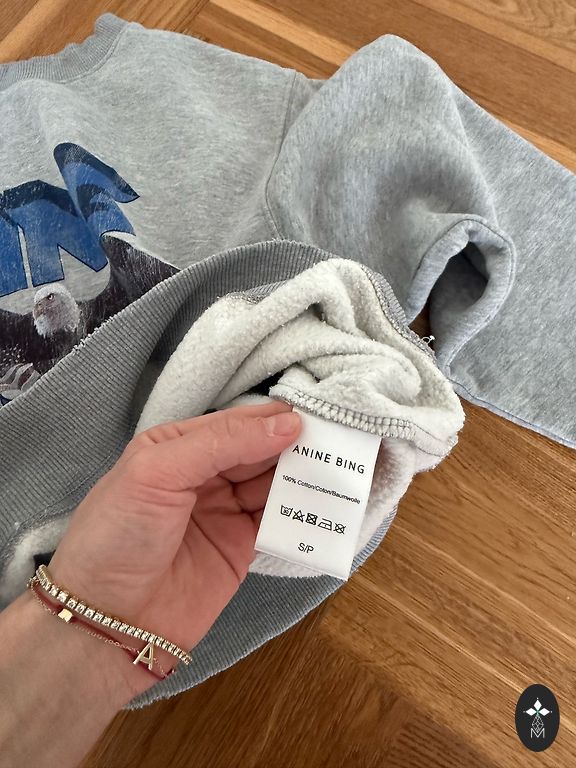 ANINE BING
100% Cotton/Coton/Baumwolle
S/P
A
M